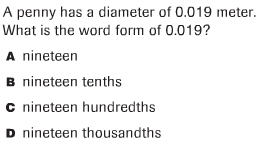 A penny has a diameter of 0.019 meter.
What is the word form of 0.019?
A nineteen
B nineteen tenths
C nineteen hundredths
D nineteen thousandths